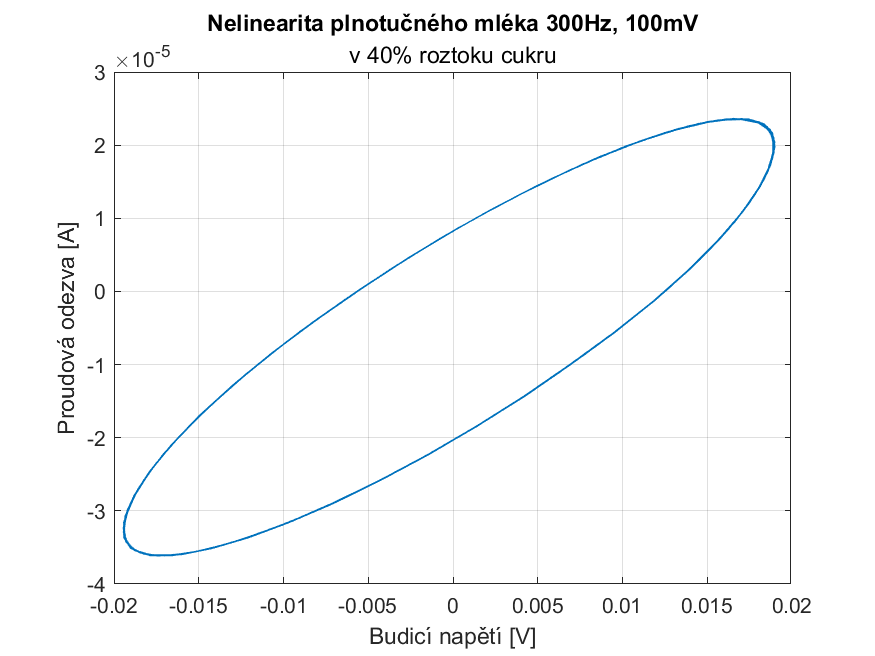 Nelinearita plnotučného mléka 300Hz, 100mV
v 40% roztoku cukru
×10-5
3
2
1
0
-1
-2
-3
-4
Proudová odezva [A]
-0.02 -0.015 -0.01 -0.005 0 0.005 0.01 0.015 0.02
Budicí napětí [V]